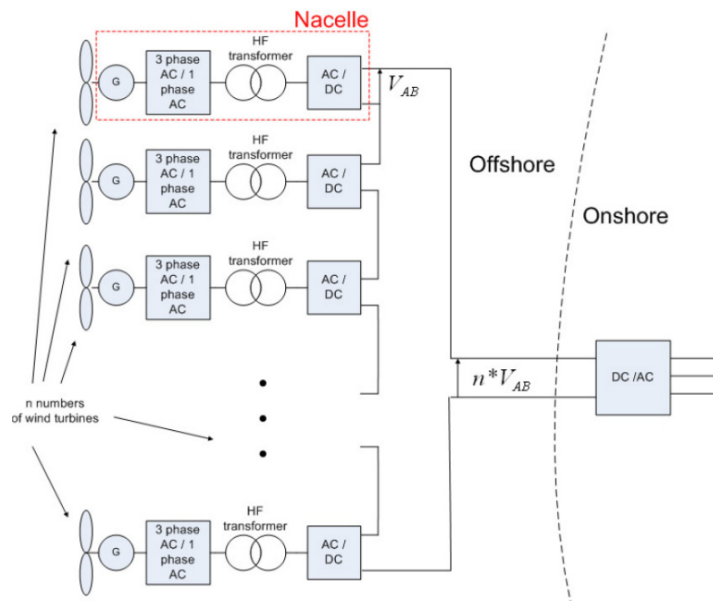 Nacelle
HF
transformer
G
3 phase
AC / 1
phase
AC
AC /
DC
V_AB
HF
transformer
G
3 phase
AC / 1
phase
AC
AC /
DC
Offshore
Onshore
HF
transformer
G
3 phase
AC / 1
phase
AC
AC /
DC
n*V_AB
DC /AC
n numbers
of wind turbines
HF
transformer
G
3 phase
AC / 1
phase
AC
AC /
DC